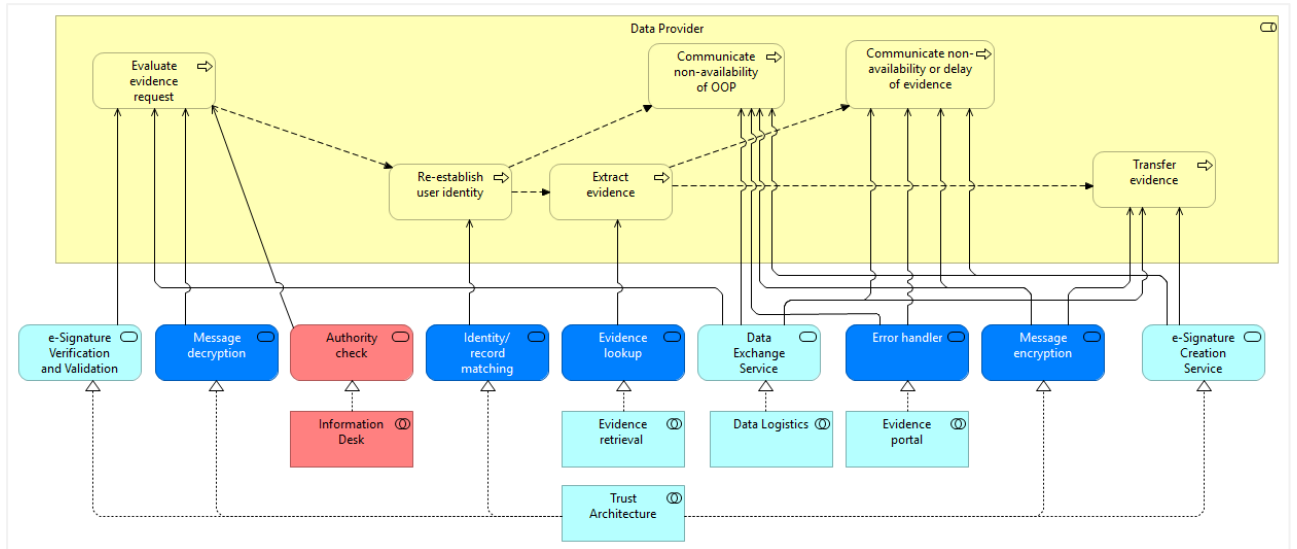 Data Provider
Evaluate
evidence
request
Communicate
non-availability
of OOP
Communicate non-
availability or delay
of evidence
Re-establish
user identity
Extract
evidence
Transfer
evidence
e-Signature
Verification
and Validation
Message
decryption
Authority
check
Identity/
record
matching
Evidence
lookup
Data
Exchange
Service
Error handler
Message
encryption
e-Signature
Creation
Service
Information
Desk
Evidence
retrieval
Data Logistics
Evidence
portal
Trust
Architecture